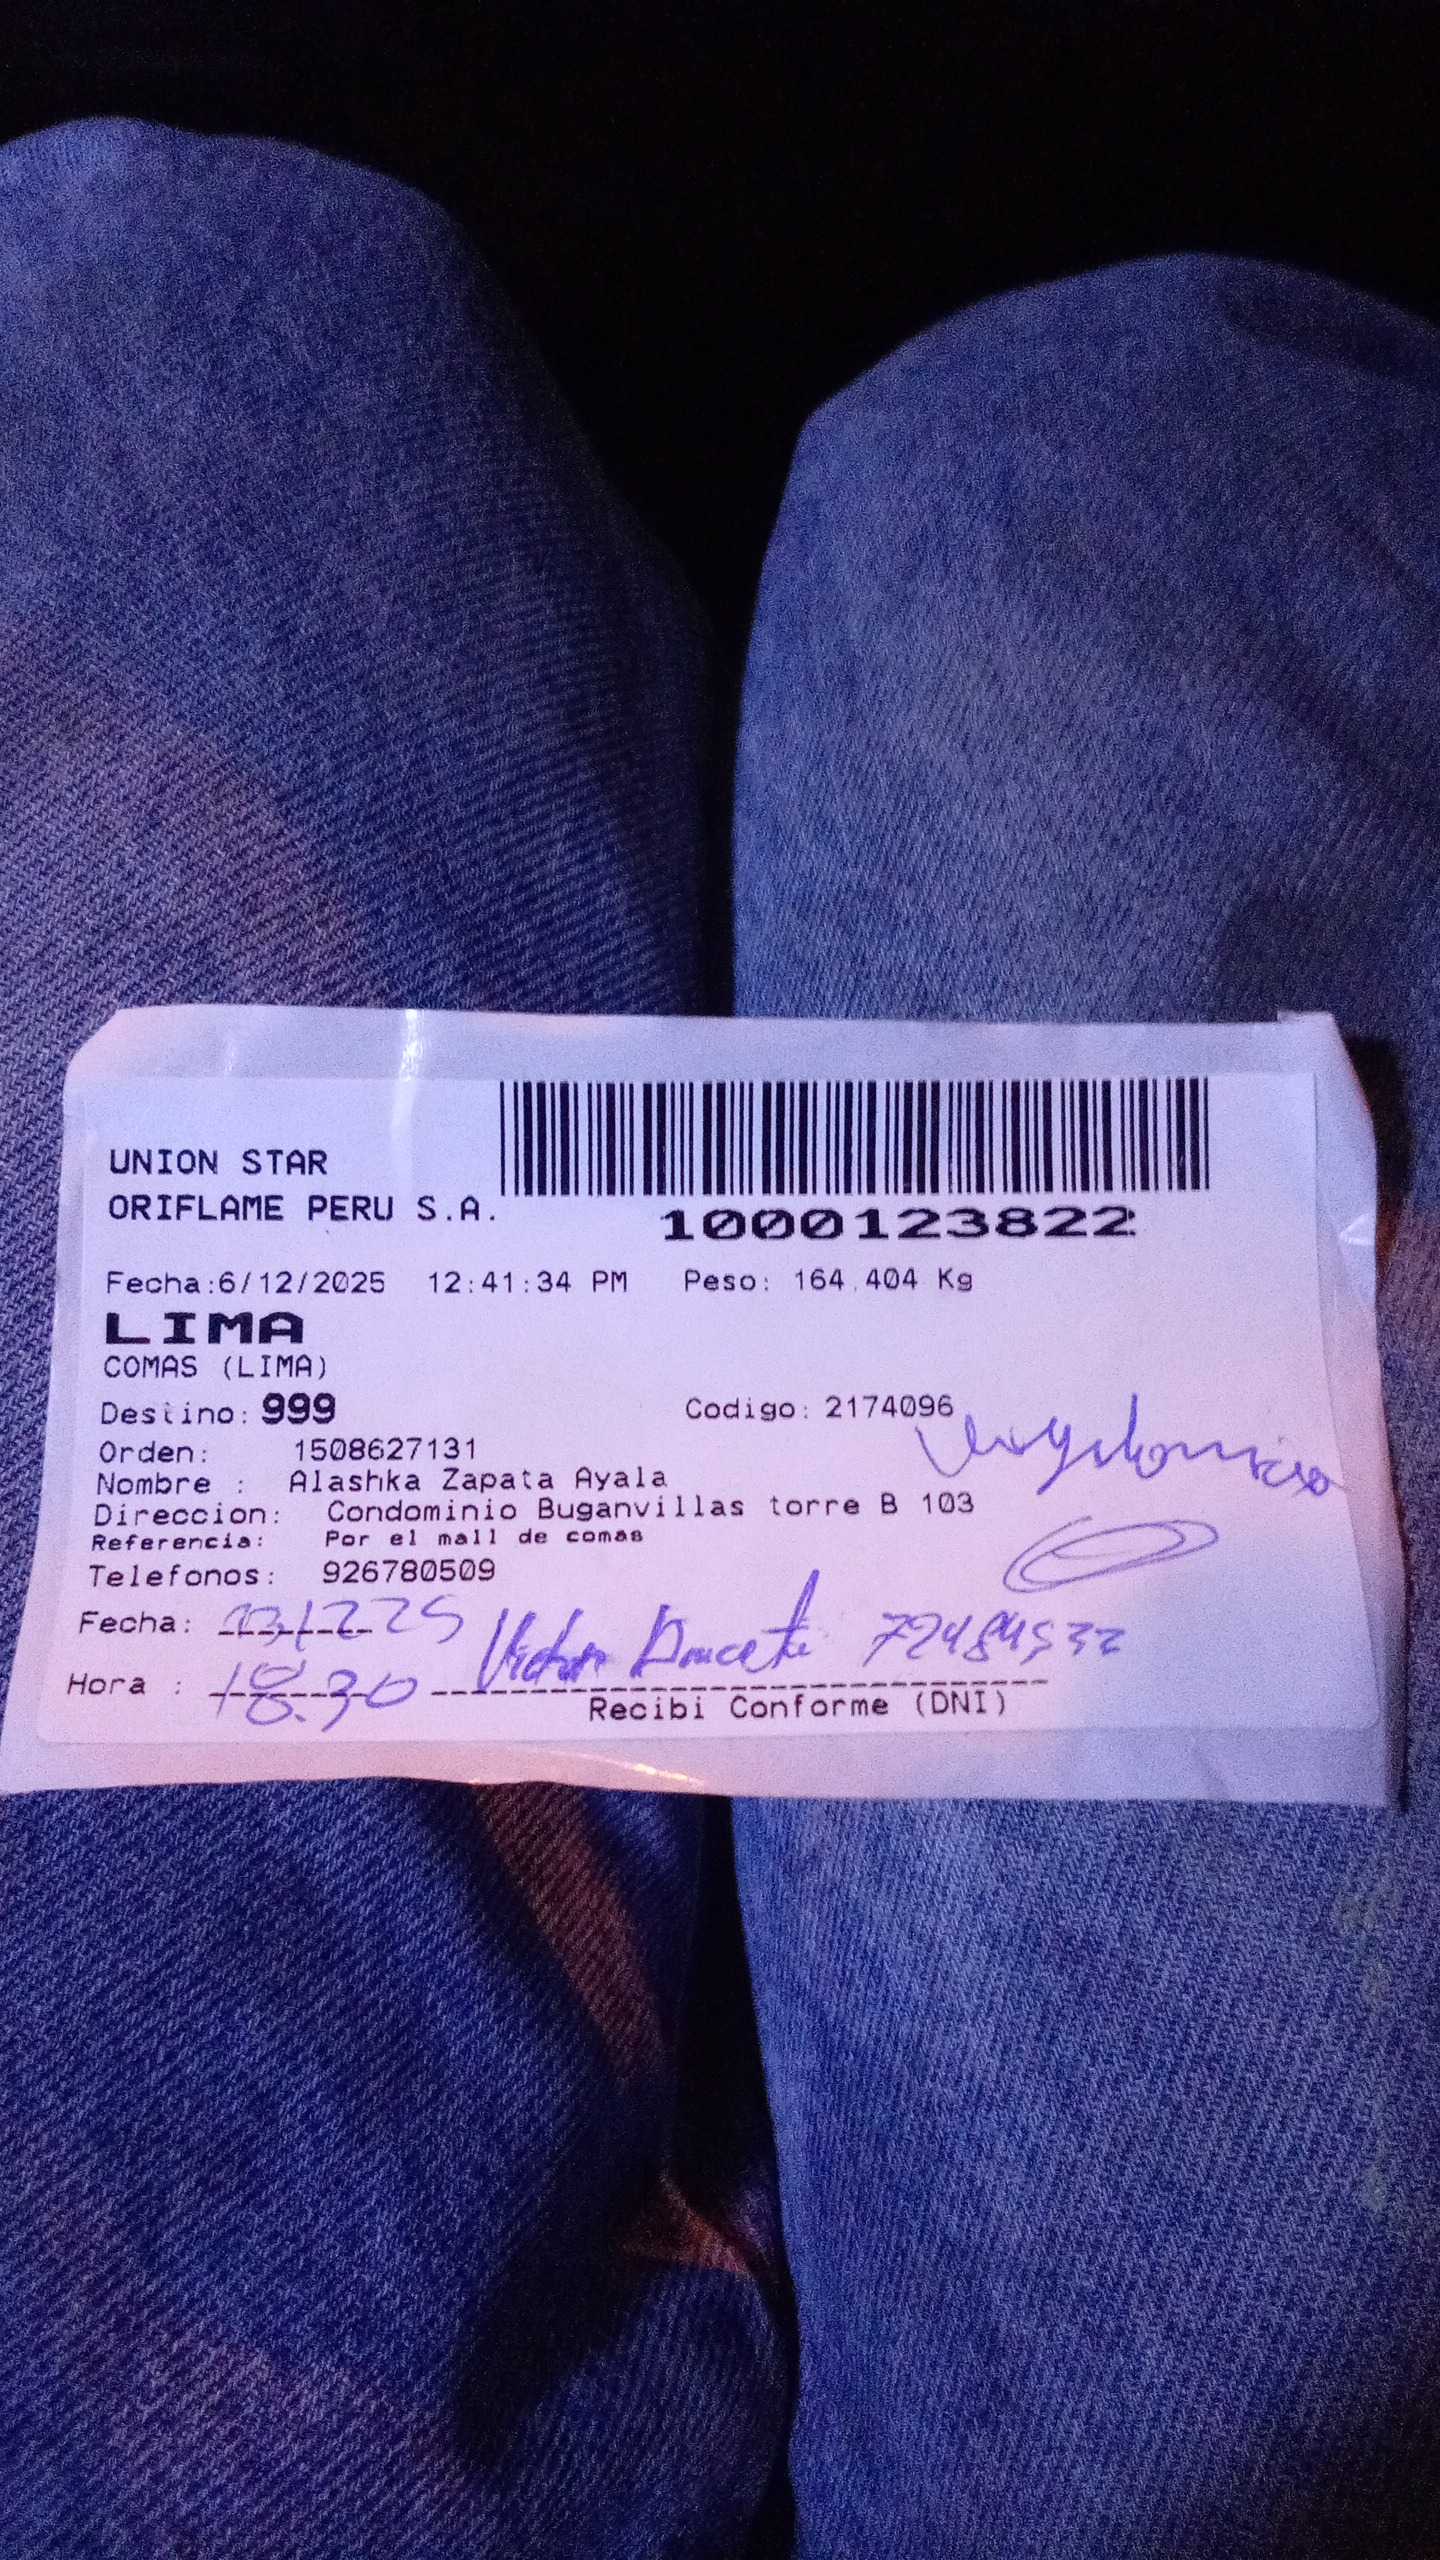 UNION STAR
ORIFLAME PERU S.A.
1000123822
Fecha:6/12/2025 12:41:34 PM Peso: 164.404 Kg
LIMA
COMAS (LIMA)
Destino: 999 Codigo: 2174096
Orden: 1508627131
Nombre : Alashka Zapata Ayala
Direccion: Condominio Buganvillas torre B 103
Referencia: Por el mall de comas
Telefonos: 926780509
Fecha:
Hora : 18.30 Victor
Recibi Conforme (DNI)